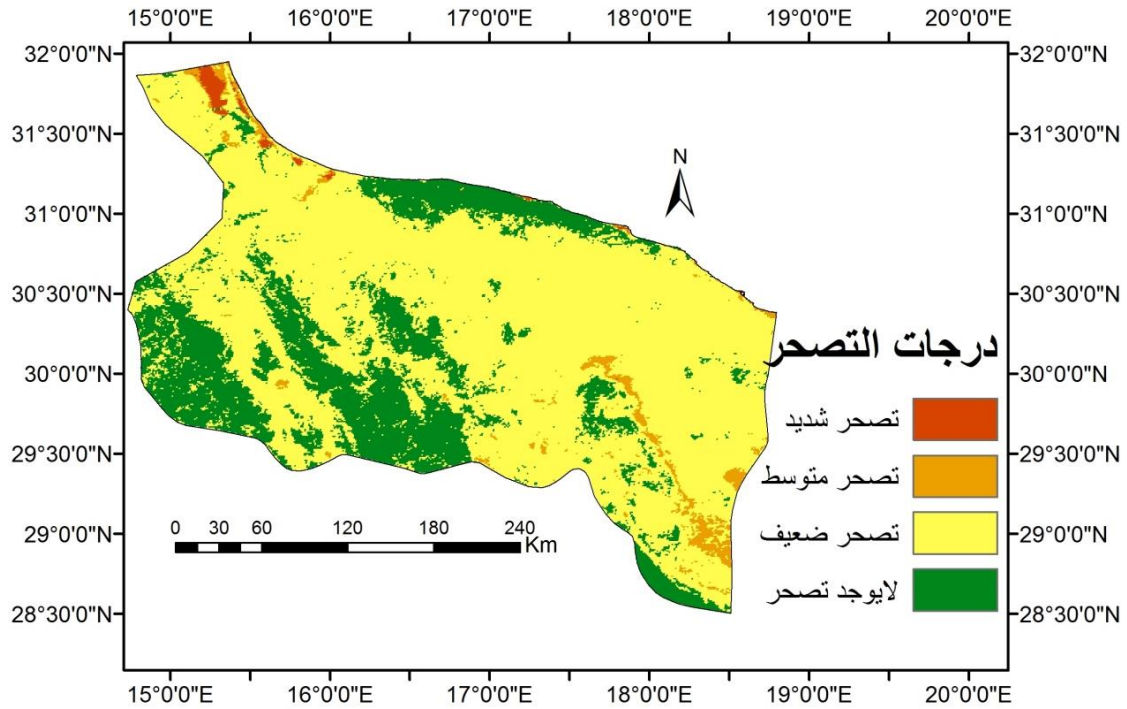 15°0'0"E 16°0'0"E 17°0'0"E 18°0'0"E 19°0'0"E 20°0'0"E
32°0'0"N 32°0'0"N
31°30'0"N 31°30'0"N
N
31°0'0"N 31°0'0"N
30°30'0"N 30°30'0"N
درجات التصحر
30°0'0"N 30°0'0"N
تصحر شديد
29°30'0"N 29°30'0"N
تصحر متوسط
29°0'0"N 29°0'0"N
0 30 60 120 180 240
Km
تصحر ضعيف
لايوجد تصحر
28°30'0"N 28°30'0"N
15°0'0"E 16°0'0"E 17°0'0"E 18°0'0"E 19°0'0"E 20°0'0"E